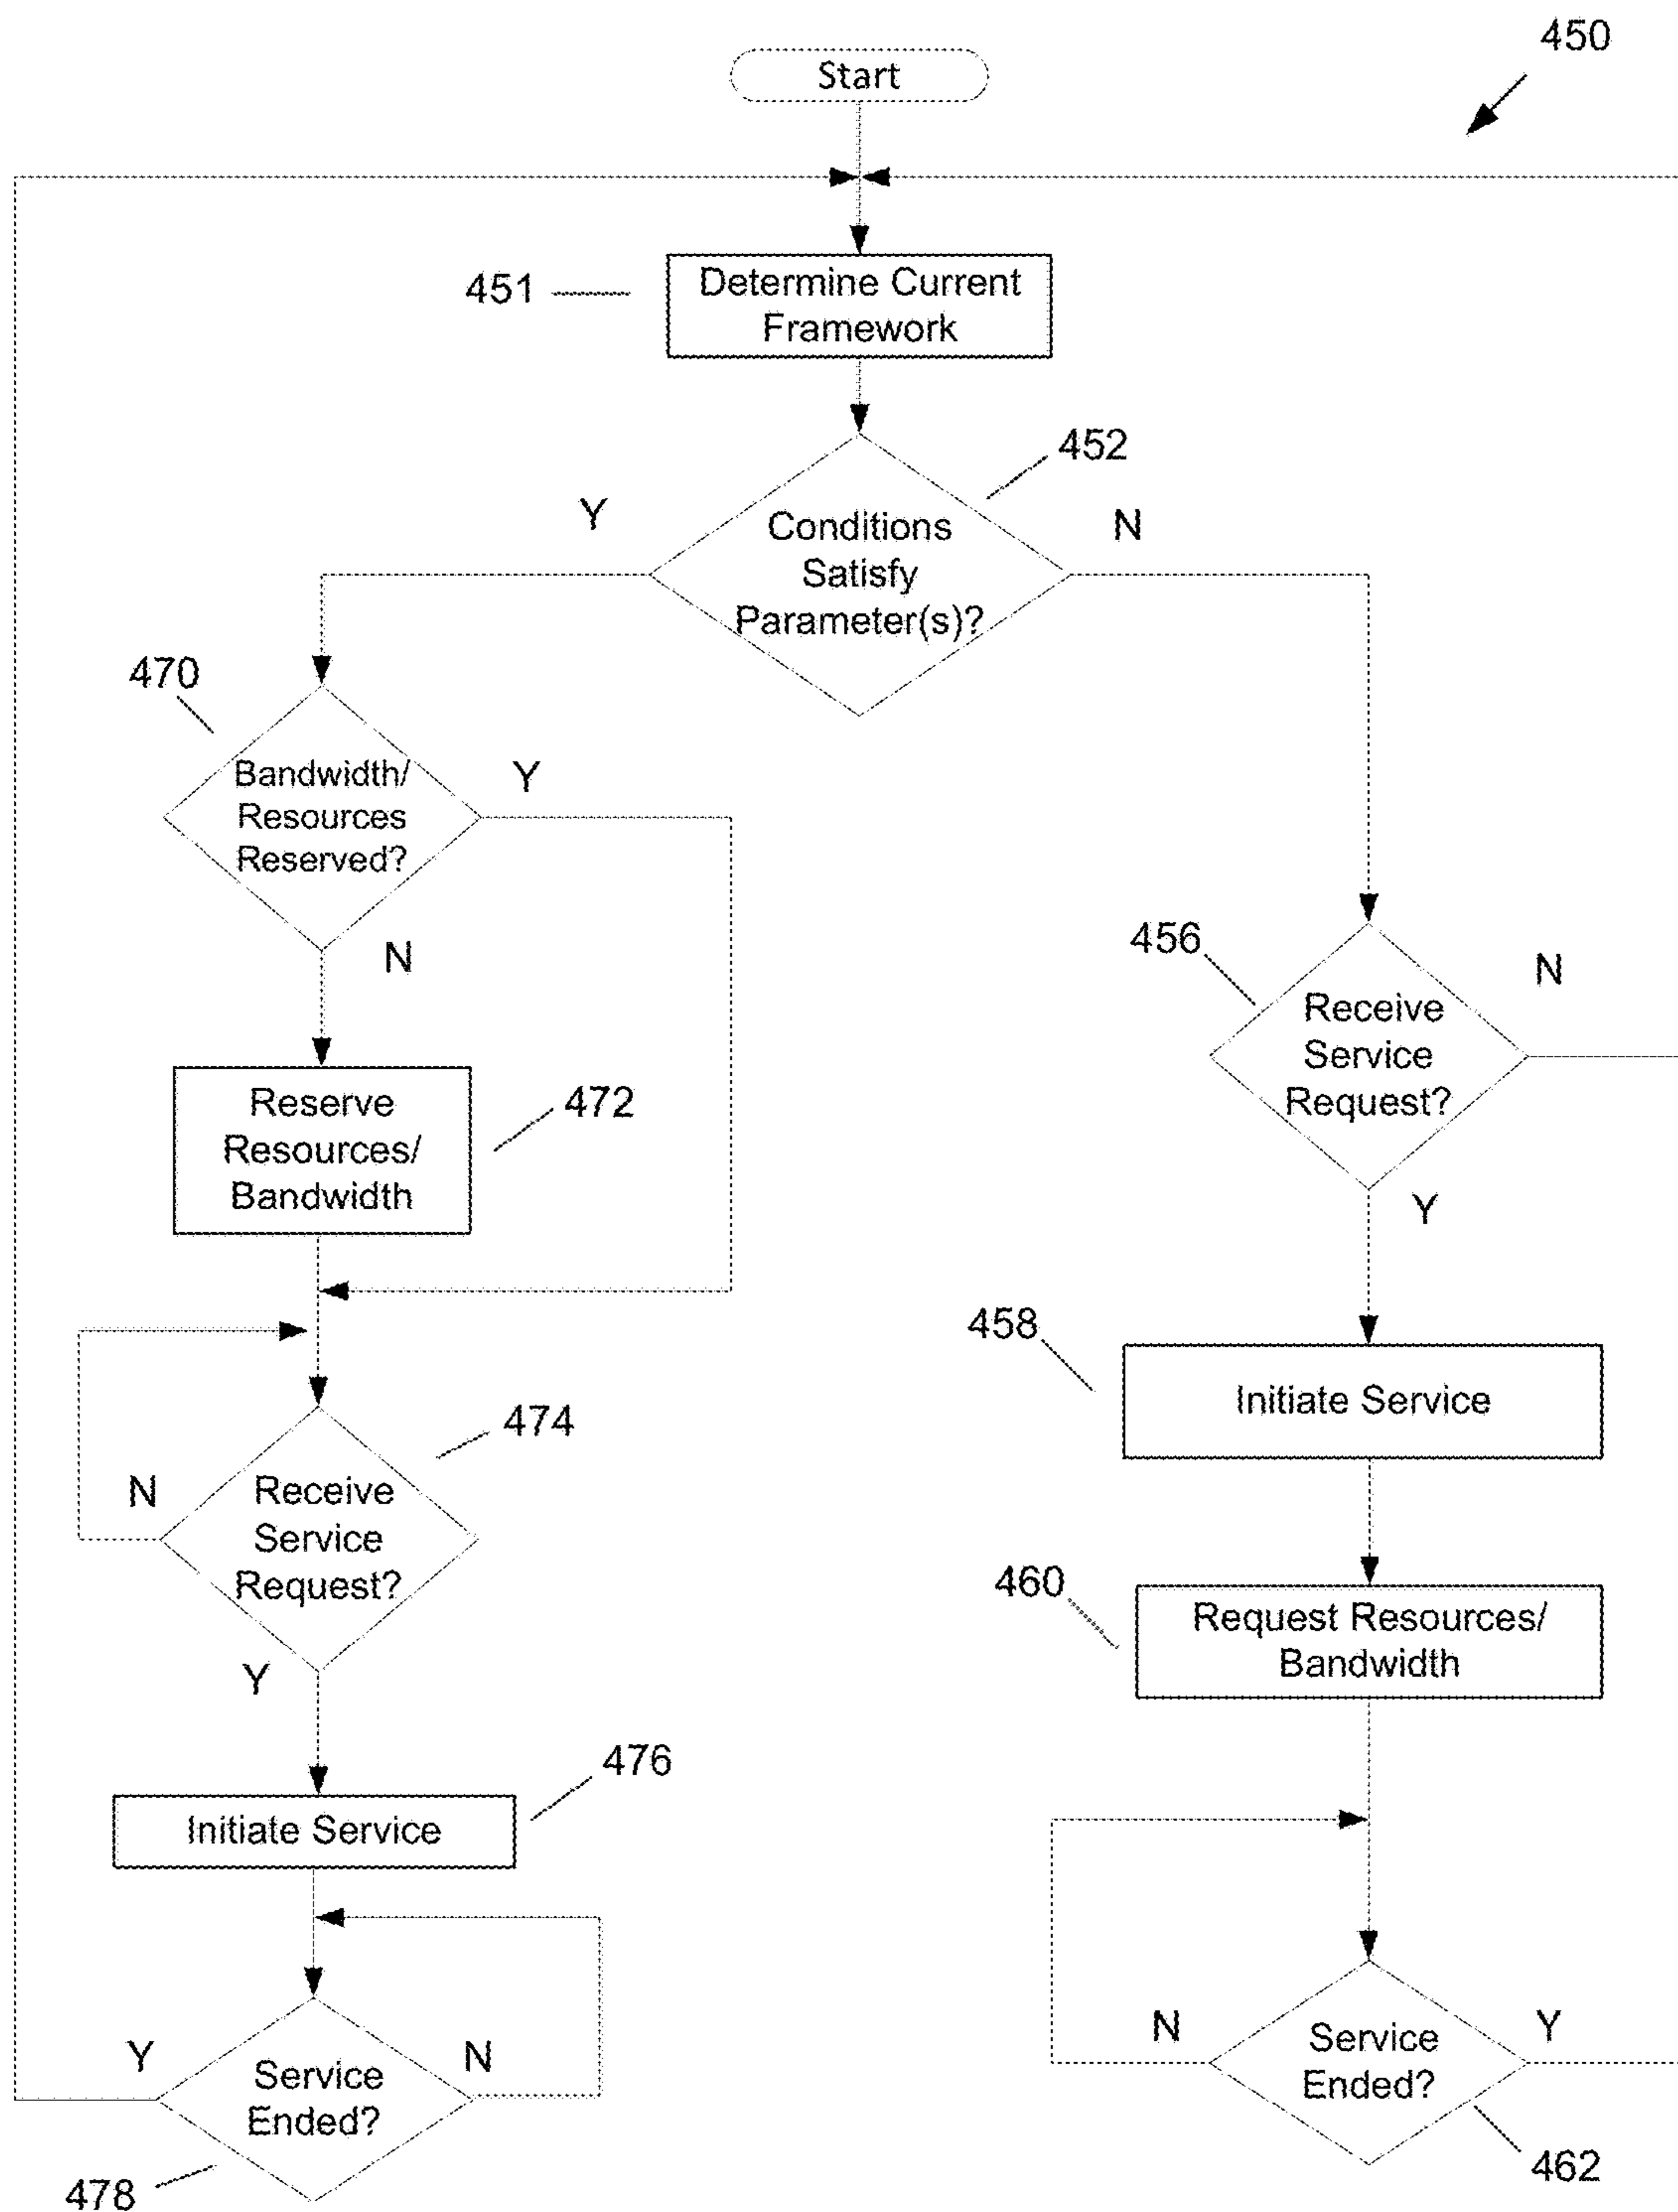 450
Start
451
Determine Current
Framework
452
Y
N
Conditions
Satisfy
Parameter(s)?
470
Bandwidth/
Resources
Reserved?
Y
N
456
N
Receive
Service
Request?
Y
Reserve
Resources/
Bandwidth
472
458
Initiate Service
474
N
Receive
Service
Request?
Y
460
Request Resources/
Bandwidth
476
Initiate Service
Y
N
Service
Ended?
478
N
Y
Service
Ended?
462